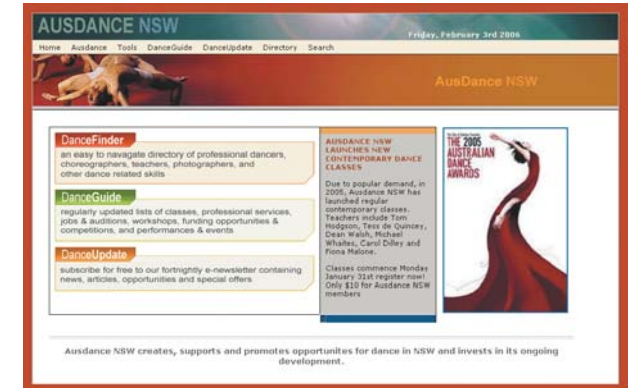 AUSDANCE NSW
Friday, February 3rd 2006
Home Ausdance Tools DanceGuide DanceUpdate Directory Search
AusDance NSW
DanceFinder
an easy to navagate directory of professional dancers,
choreographers, teachers, photographers, and
other dance related skills
DanceGuide
regularly updated lists of classes, professional services,
jobs & auditions, workshops, funding opportunities &
competitions, and performances & events
DanceUpdate
subscribe for free to our fortnightly e-newsletter containing
news, articles, opportunities and special offers
AUSDANCE NSW
LAUNCHES NEW
CONTEMPORARY DANCE
CLASSES
Due to popular demand, in
2005, Ausdance NSW has
launched regular
contemporary classes.
Teachers include Tom
Hodgson, Tess de Quincey,
Dean Walsh, Michael
Whaites, Carol Dilley and
Fiona Malone.
Classes commence Monday
January 31st register now!
Only $10 for Ausdance NSW
members
THE 2005
AUSTRALIAN
DANCE
AWARDS
Ausdance NSW creates, supports and promotes opportunites for dance in NSW and invests in its ongoing
development.